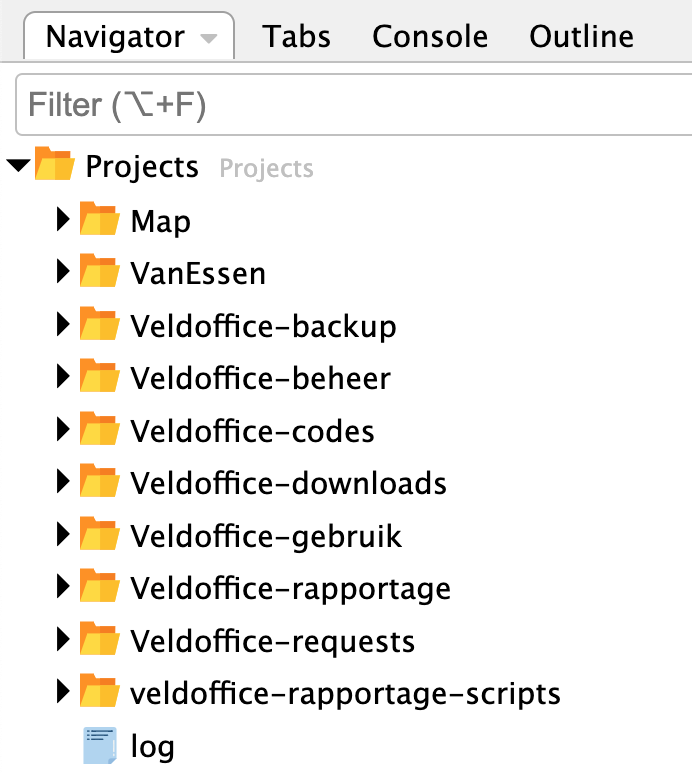 Navigator Tabs Console Outline
Filter (⌥+F)
Projects Projects
Map
VanEssen
Veldoffice-backup
Veldoffice-beheer
Veldoffice-codes
Veldoffice-downloads
Veldoffice-gebruik
Veldoffice-rapportage
Veldoffice-requests
veldoffice-rapportage-scripts
log